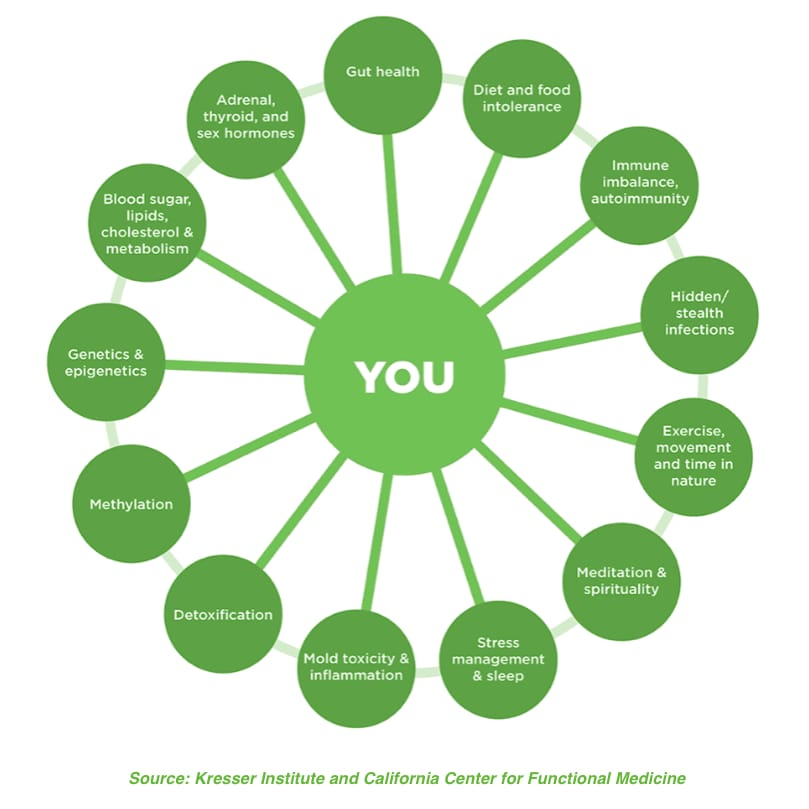 Gut health
Diet and food
intolerance
Immune
imbalance,
autoimmunity
Hidden/
stealth
infections
Exercise,
movement
and time in
nature
Meditation &
spirituality
Stress
management
& sleep
Mold toxicity &
inflammation
Detoxification
Methylation
Genetics &
epigenetics
Blood sugar,
lipids,
cholesterol &
metabolism
Adrenal,
thyroid, and
sex hormones
YOU
Source: Kresser Institute and California Center for Functional Medicine